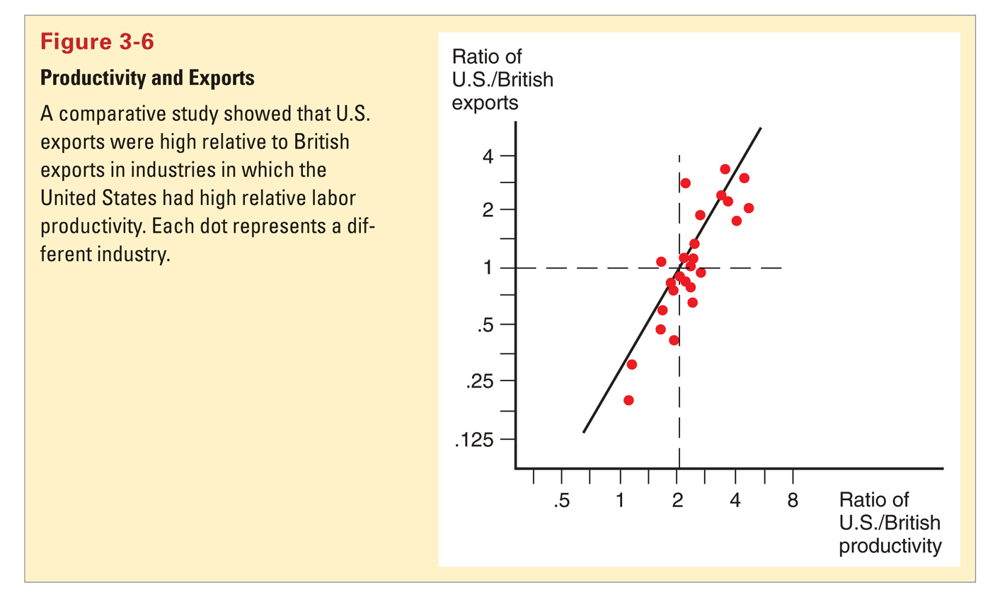 Figure 3-6
Productivity and Exports
A comparative study showed that U.S.
exports were high relative to British
exports in industries in which the
United States had high relative labor
productivity. Each dot represents a dif-
ferent industry.
Ratio of
U.S./British
exports
4
2
1
.5
.25
.125
.5 1 2 4 8
Ratio of
U.S./British
productivity